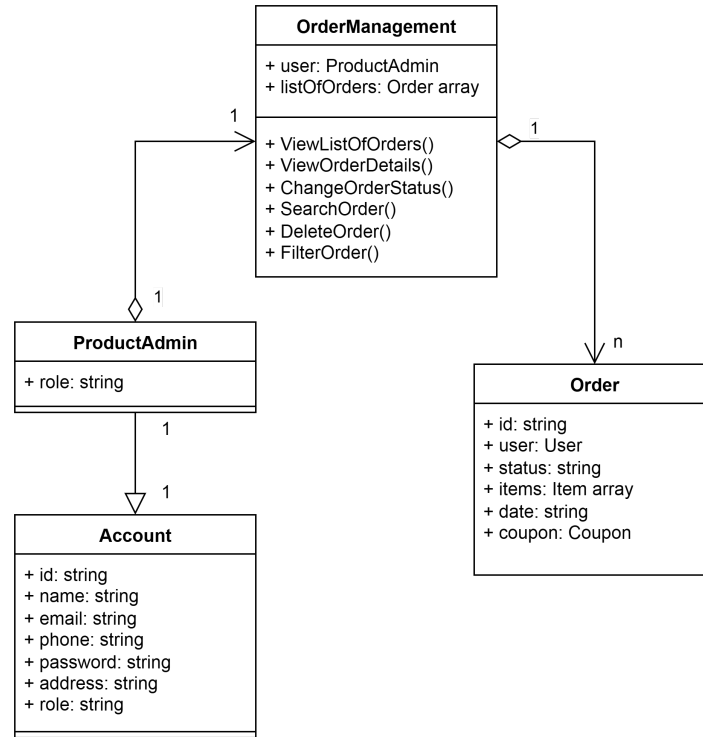 OrderManagement
+ user: ProductAdmin
+ listOfOrders: Order array
+ ViewListOfOrders()
+ ViewOrderDetails()
+ ChangeOrderStatus()
+ SearchOrder()
+ DeleteOrder()
+ FilterOrder()
1
1
1
n
ProductAdmin
+ role: string
1
1
Order
+ id: string
+ user: User
+ status: string
+ items: Item array
+ date: string
+ coupon: Coupon
Account
+ id: string
+ name: string
+ email: string
+ phone: string
+ password: string
+ address: string
+ role: string